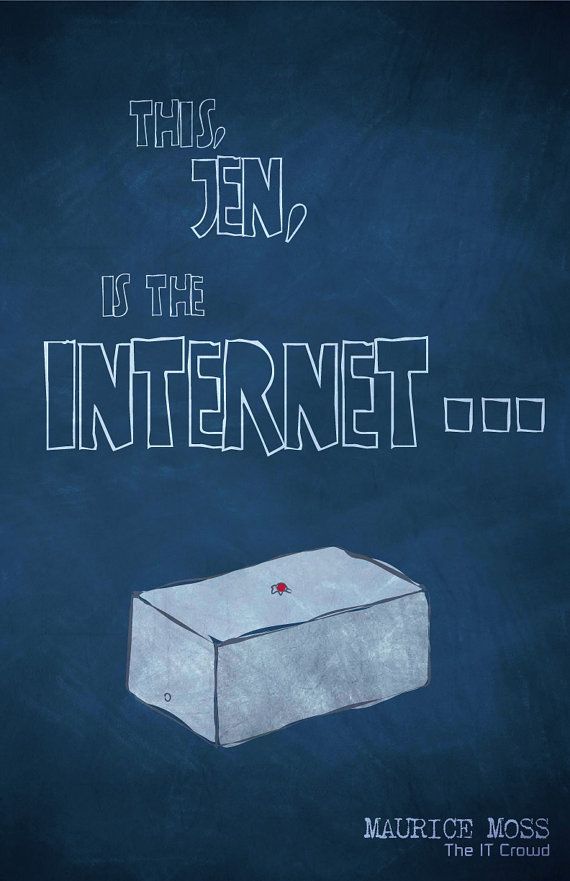 THIS,
JEN,
IS THE
INTERNET...
MAURICE MOSS
The IT Crowd